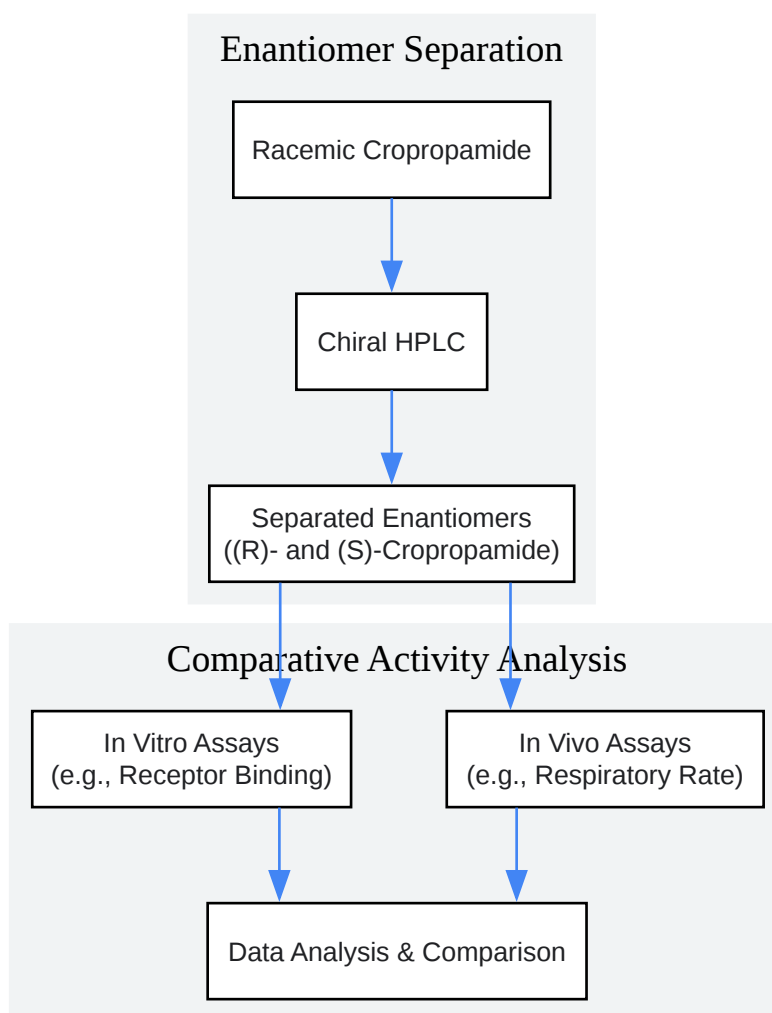 Enantiomer Separation
Racemic Cropropamide
Chiral HPLC
Separated Enantiomers
((R)- and (S)-Cropropamide)
Comparative Activity Analysis
In Vitro Assays
(e.g., Receptor Binding)
In Vivo Assays
(e.g., Respiratory Rate)
Data Analysis & Comparison